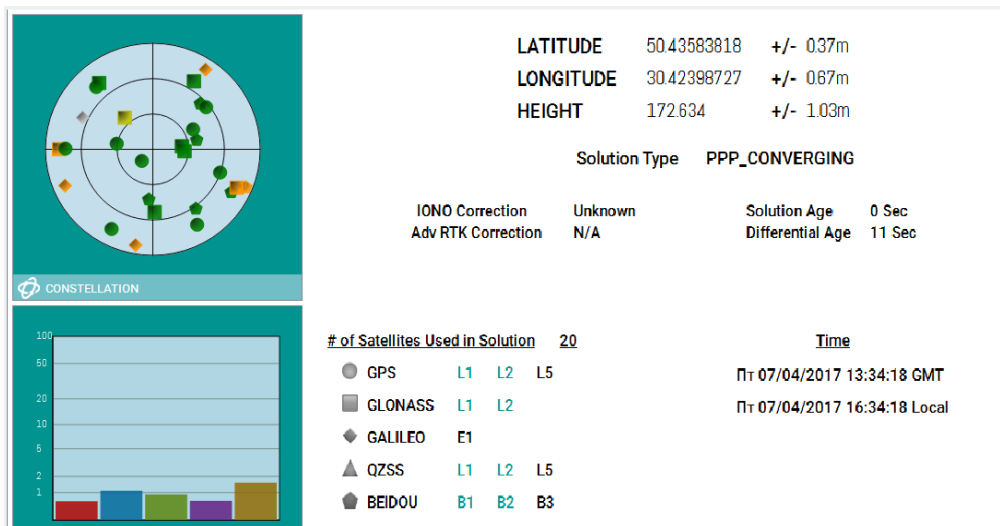 LATITUDE 50.43583818 +/- 0.37m
LONGITUDE 30.42398727 +/- 0.67m
HEIGHT 172.634 +/- 1.03m
Solution Type PPP_CONVERGING
IONO Correction Unknown Solution Age 0 Sec
Adv RTK Correction N/A Differential Age 11 Sec
CONSTELLATION
# of Satellites Used in Solution 20 Time
GPS L1 L2 L5
GLONASS L1 L2
GALILEO E1
QZSS L1 L2 L5
BEIDOU B1 B2 B3
Пт 07/04/2017 13:34:18 GMT
Пт 07/04/2017 16:34:18 Local
100
50
20
10
5
2
1